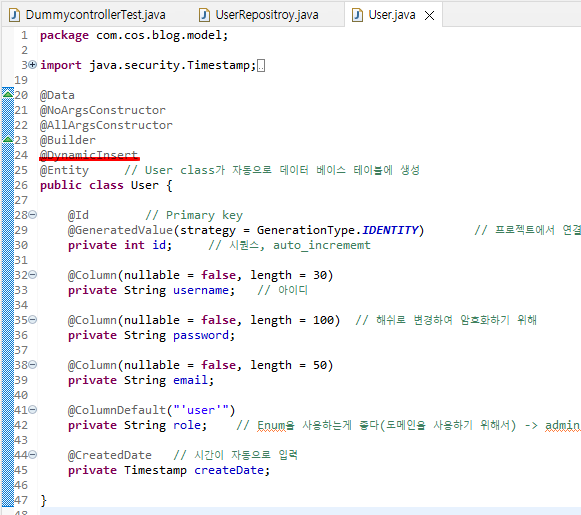 DummycontrollerTest.java UserRepositroy.java User.java
1 package com.cos.blog.model;
2
3 import java.security.Timestamp;
19
20 @Data
21 @NoArgsConstructor
22 @AllArgsConstructor
23 @Builder
24 @DynamicInsert
25 @Entity // User class가 자동으로 데이터 베이스 테이블에 생성
26 public class User {
27
28 @Id // Primary key
29 @GeneratedValue(strategy = GenerationType.IDENTITY) // 프로젝트에서 연결
30 private int id; // 시퀀스, auto_incrememt
31
32 @Column(nullable = false, length = 30)
33 private String username; // 아이디
34
35 @Column(nullable = false, length = 100) // 해쉬로 변경하여 암호화하기 위해
36 private String password;
37
38 @Column(nullable = false, length = 50)
39 private String email;
40
41 @ColumnDefault("'user'")
42 private String role; // Enum을 사용하는게 좋다(도메인을 사용하기 위해서) -> admin
43
44 @CreatedDate // 시간이 자동으로 입력
45 private Timestamp createDate;
46
47 }
48